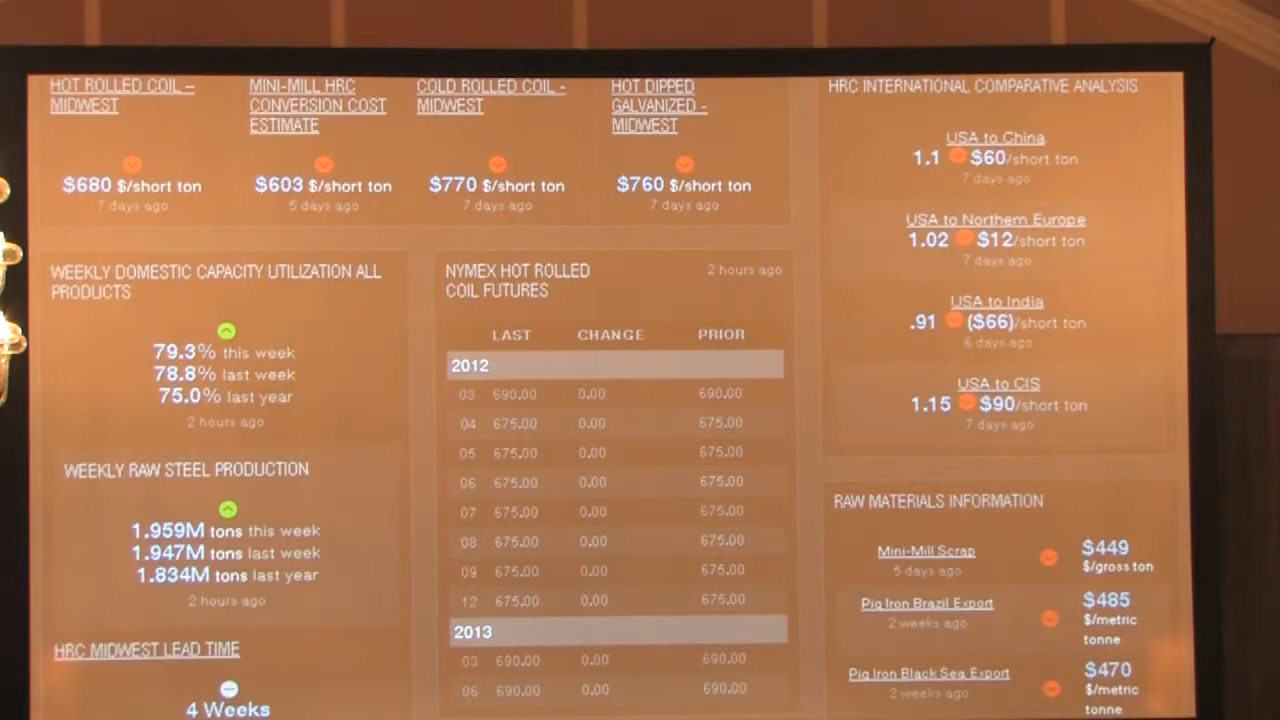 HOT ROLLED COIL –
MIDWEST
$680 $/short ton
7 days ago
MINI-MILL HRC
CONVERSION COST
ESTIMATE
$603 $/short ton
5 days ago
COLD ROLLED COIL -
MIDWEST
$770 $/short ton
7 days ago
HOT DIPPED
GALVANIZED -
MIDWEST
$760 $/short ton
7 days ago
WEEKLY DOMESTIC CAPACITY UTILIZATION ALL
PRODUCTS
79.3% this week
78.8% last week
75.0% last year
2 hours ago
WEEKLY RAW STEEL PRODUCTION
1.959M tons this week
1.947M tons last week
1.834M tons last year
2 hours ago
HRC MIDWEST LEAD TIME
4 Weeks
NYMEX HOT ROLLED
COIL FUTURES
2 hours ago
LAST CHANGE PRIOR
2012
03 690.00 0.00 690.00
04 675.00 0.00 675.00
05 675.00 0.00 675.00
06 675.00 0.00 675.00
07 675.00 0.00 675.00
08 675.00 0.00 675.00
09 675.00 0.00 675.00
12 675.00 0.00 675.00
2013
03 690.00 0.00 690.00
06 690.00 0.00 690.00
HRC INTERNATIONAL COMPARATIVE ANALYSIS
USA to China
1.1 $60/short ton
7 days ago
USA to Northern Europe
1.02 $12/short ton
7 days ago
USA to India
.91 ($66)/short ton
6 days ago
USA to CIS
1.15 $90/short ton
7 days ago
RAW MATERIALS INFORMATION
Mini-Mill Scrap
5 days ago
$449
$/gross ton
Pig Iron Brazil Export
2 weeks ago
$485
$/metric
tonne
Pig Iron Black Sea Export
2 weeks ago
$470
$/metric
tonne